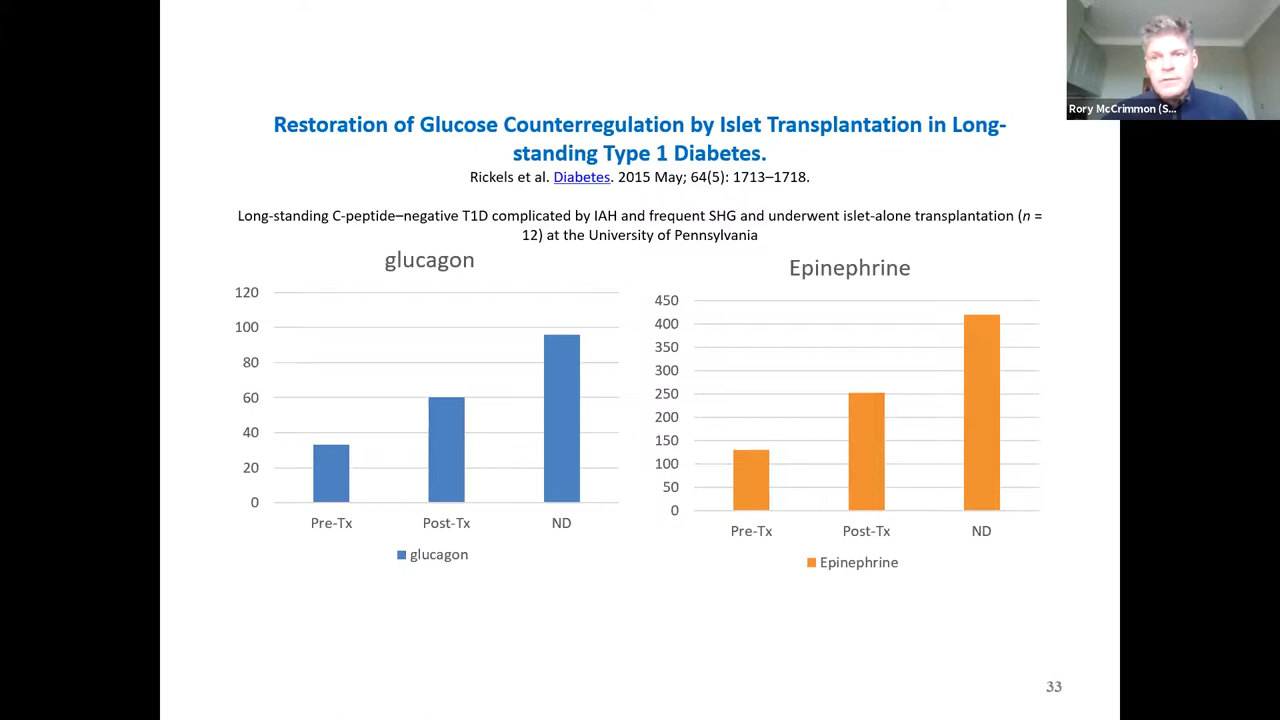 Rory McCrimmon (S...
Restoration of Glucose Counterregulation by Islet Transplantation in Long-
standing Type 1 Diabetes.
Rickels et al. Diabetes. 2015 May; 64(5): 1713–1718.
Long-standing C-peptide–negative T1D complicated by IAH and frequent SHG and underwent islet-alone transplantation (n =
12) at the University of Pennsylvania
glucagon
120
100
80
60
40
20
0
Pre-Tx Post-Tx ND
glucagon
Epinephrine
450
400
350
300
250
200
150
100
50
0
Pre-Tx Post-Tx ND
Epinephrine
33